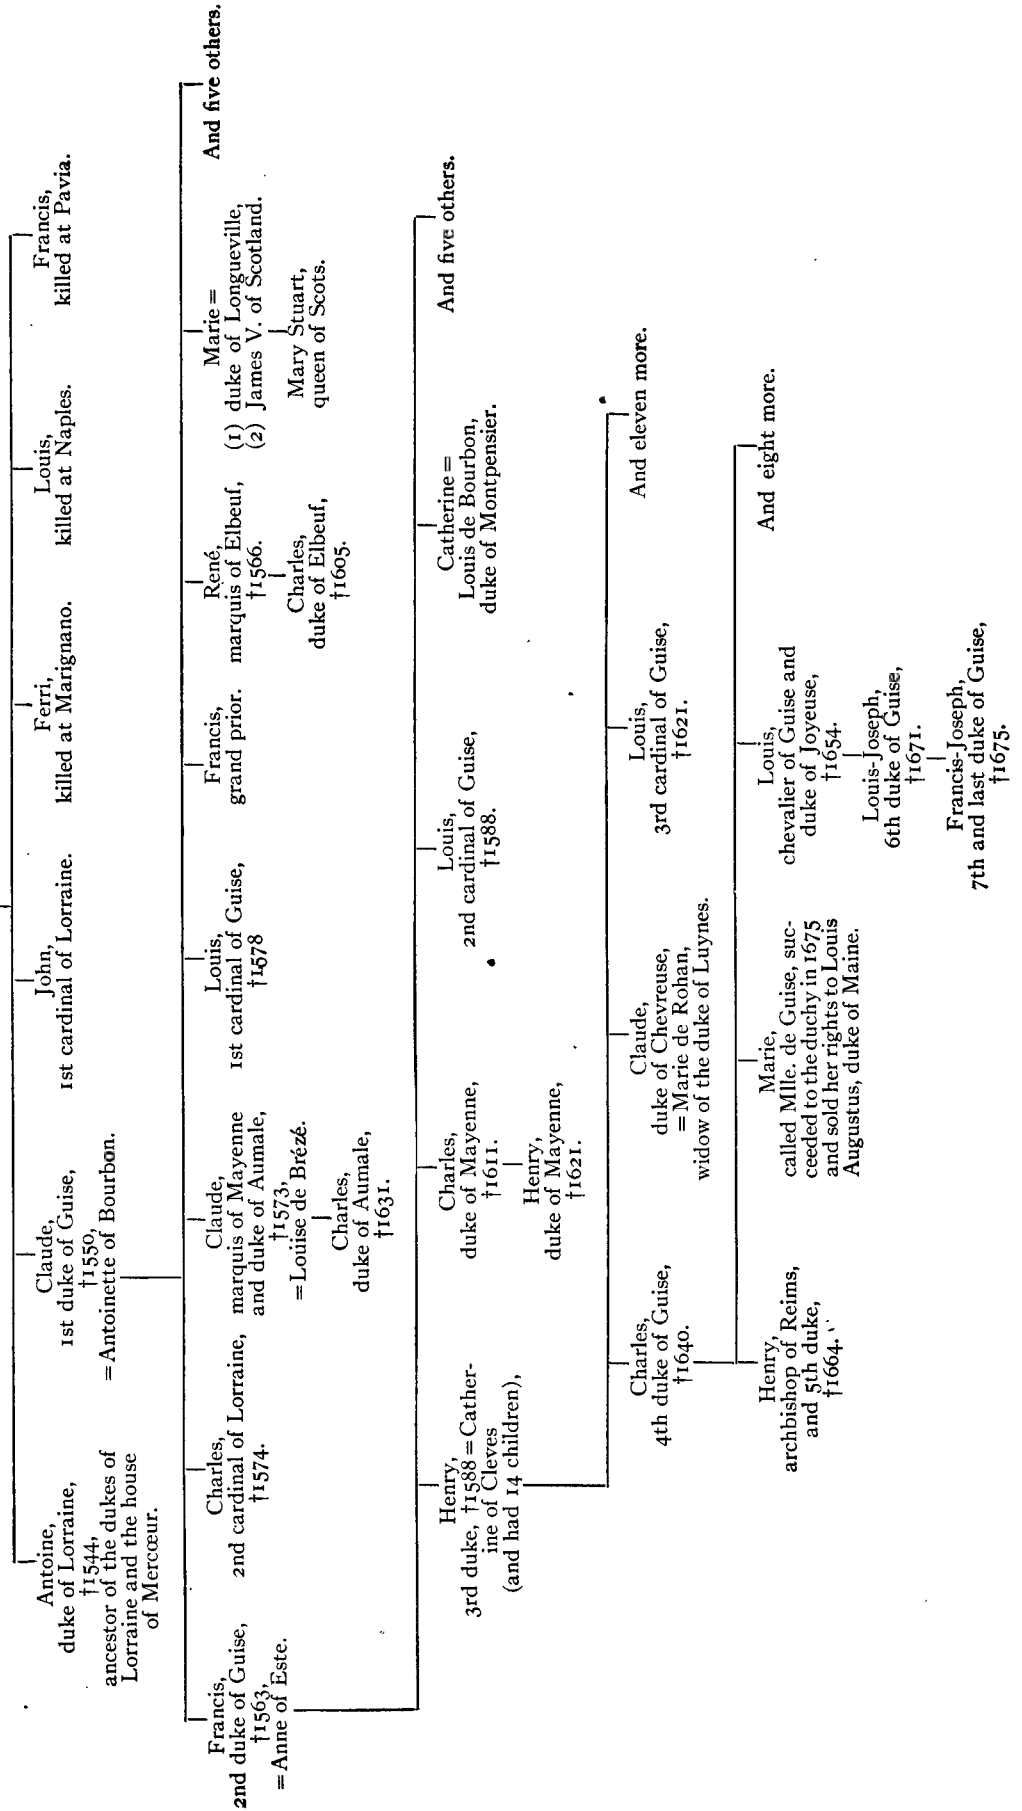 Antoine,
duke of Lorraine,
†1544,
ancestor of the dukes of
Lorraine and the house
of Mercœur.
Claude,
1st duke of Guise,
†1550,
=Antoinette of Bourbon.
John,
1st cardinal of Lorraine.
Ferri,
killed at Marignano.
Louis,
killed at Naples.
Francis,
killed at Pavia.
Francis,
2nd duke of Guise,
†1563,
=Anne of Este.
Charles,
2nd cardinal of Lorraine,
†1574.
Claude,
marquis of Mayenne
and duke of Aumale,
†1573,
=Louise de Brézé.
Charles,
duke of Aumale,
†1631.
Louis,
1st cardinal of Guise,
†1578
Francis,
grand prior.
René,
marquis of Elbeuf,
†1566.
Charles,
duke of Elbeuf,
†1605.
Marie=
(1) duke of Longueville,
(2) James V. of Scotland.
Mary Stuart,
queen of Scots.
And five others.
Henry,
3rd duke, †1588=Cather-
ine of Cleves
(and had 14 children),
Charles,
duke of Mayenne,
†1611.
Henry,
duke of Mayenne,
†1621.
Louis,
2nd cardinal of Guise,
†1588.
Catherine=
Louis de Bourbon,
duke of Montpensier.
And five others.
Charles,
4th duke of Guise,
†1640.
Claude,
duke of Chevreuse,
=Marie de Rohan,
widow of the duke of Luynes.
Louis,
3rd cardinal of Guise,
†1621.
And eleven more.
Henry,
archbishop of Reims,
and 5th duke,
†1664.
Marie,
called Mlle. de Guise, suc-
ceeded to the duchy in 1675
and sold her rights to Louis
Augustus, duke of Maine.
Louis,
chevalier of Guise and
duke of Joyeuse,
†1654.
Louis-Joseph,
6th duke of Guise,
†1671.
Francis-Joseph,
7th and last duke of Guise,
†1675.
And eight more.